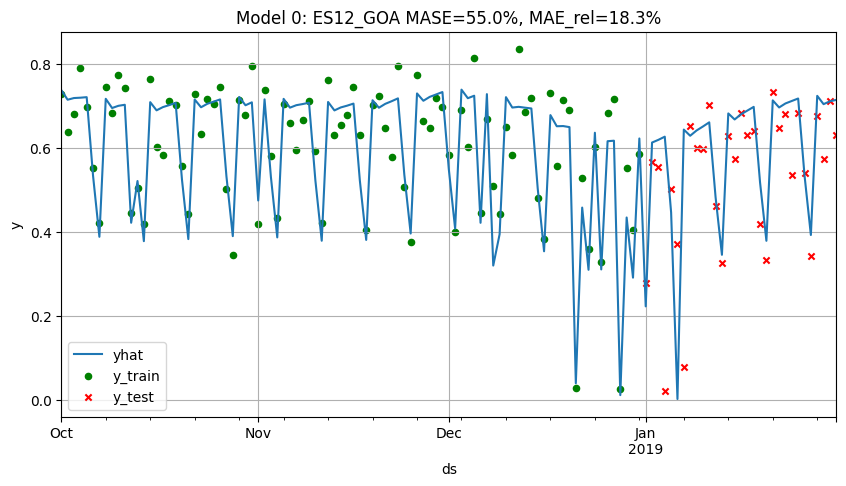 Model 0: ES12_GOA MASE=55.0%, MAE_rel=18.3%
y
0.8
0.6
0.4
0.2
0.0
yhat
y_train
y_test
Oct
Nov
Dec
Jan
2019
ds